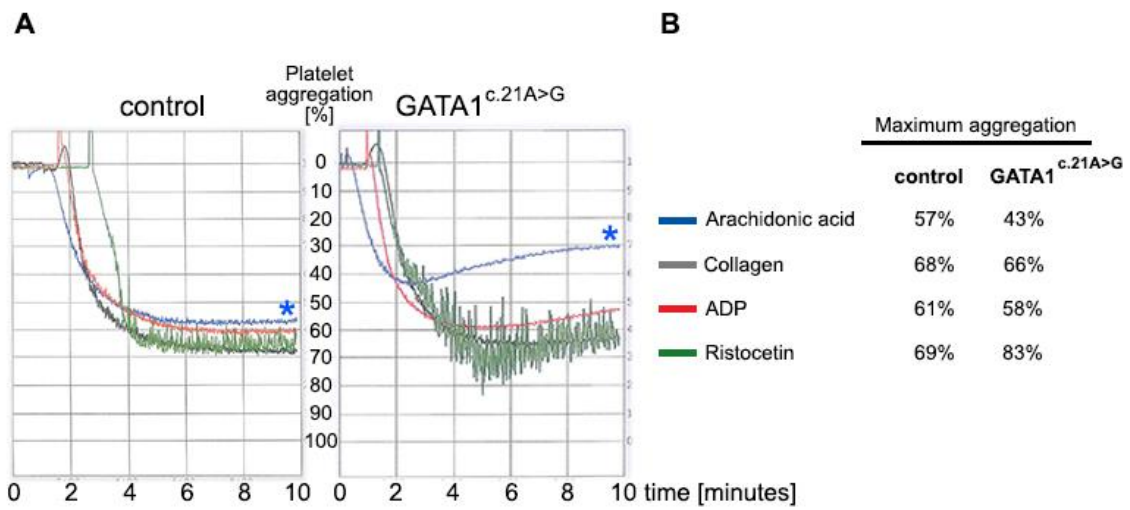 A
B
control
Platelet
aggregation
[%]
GATA1 c.21A>G
0
10
20
30
40
50
60
70
80
90
100
*
*
0 2 4 6 8 10
0 2 4 6 8 10 time [minutes]
Maximum aggregation
control GATA1 c.21A>G
Arachidonic acid 57% 43%
Collagen 68% 66%
ADP 61% 58%
Ristocetin 69% 83%